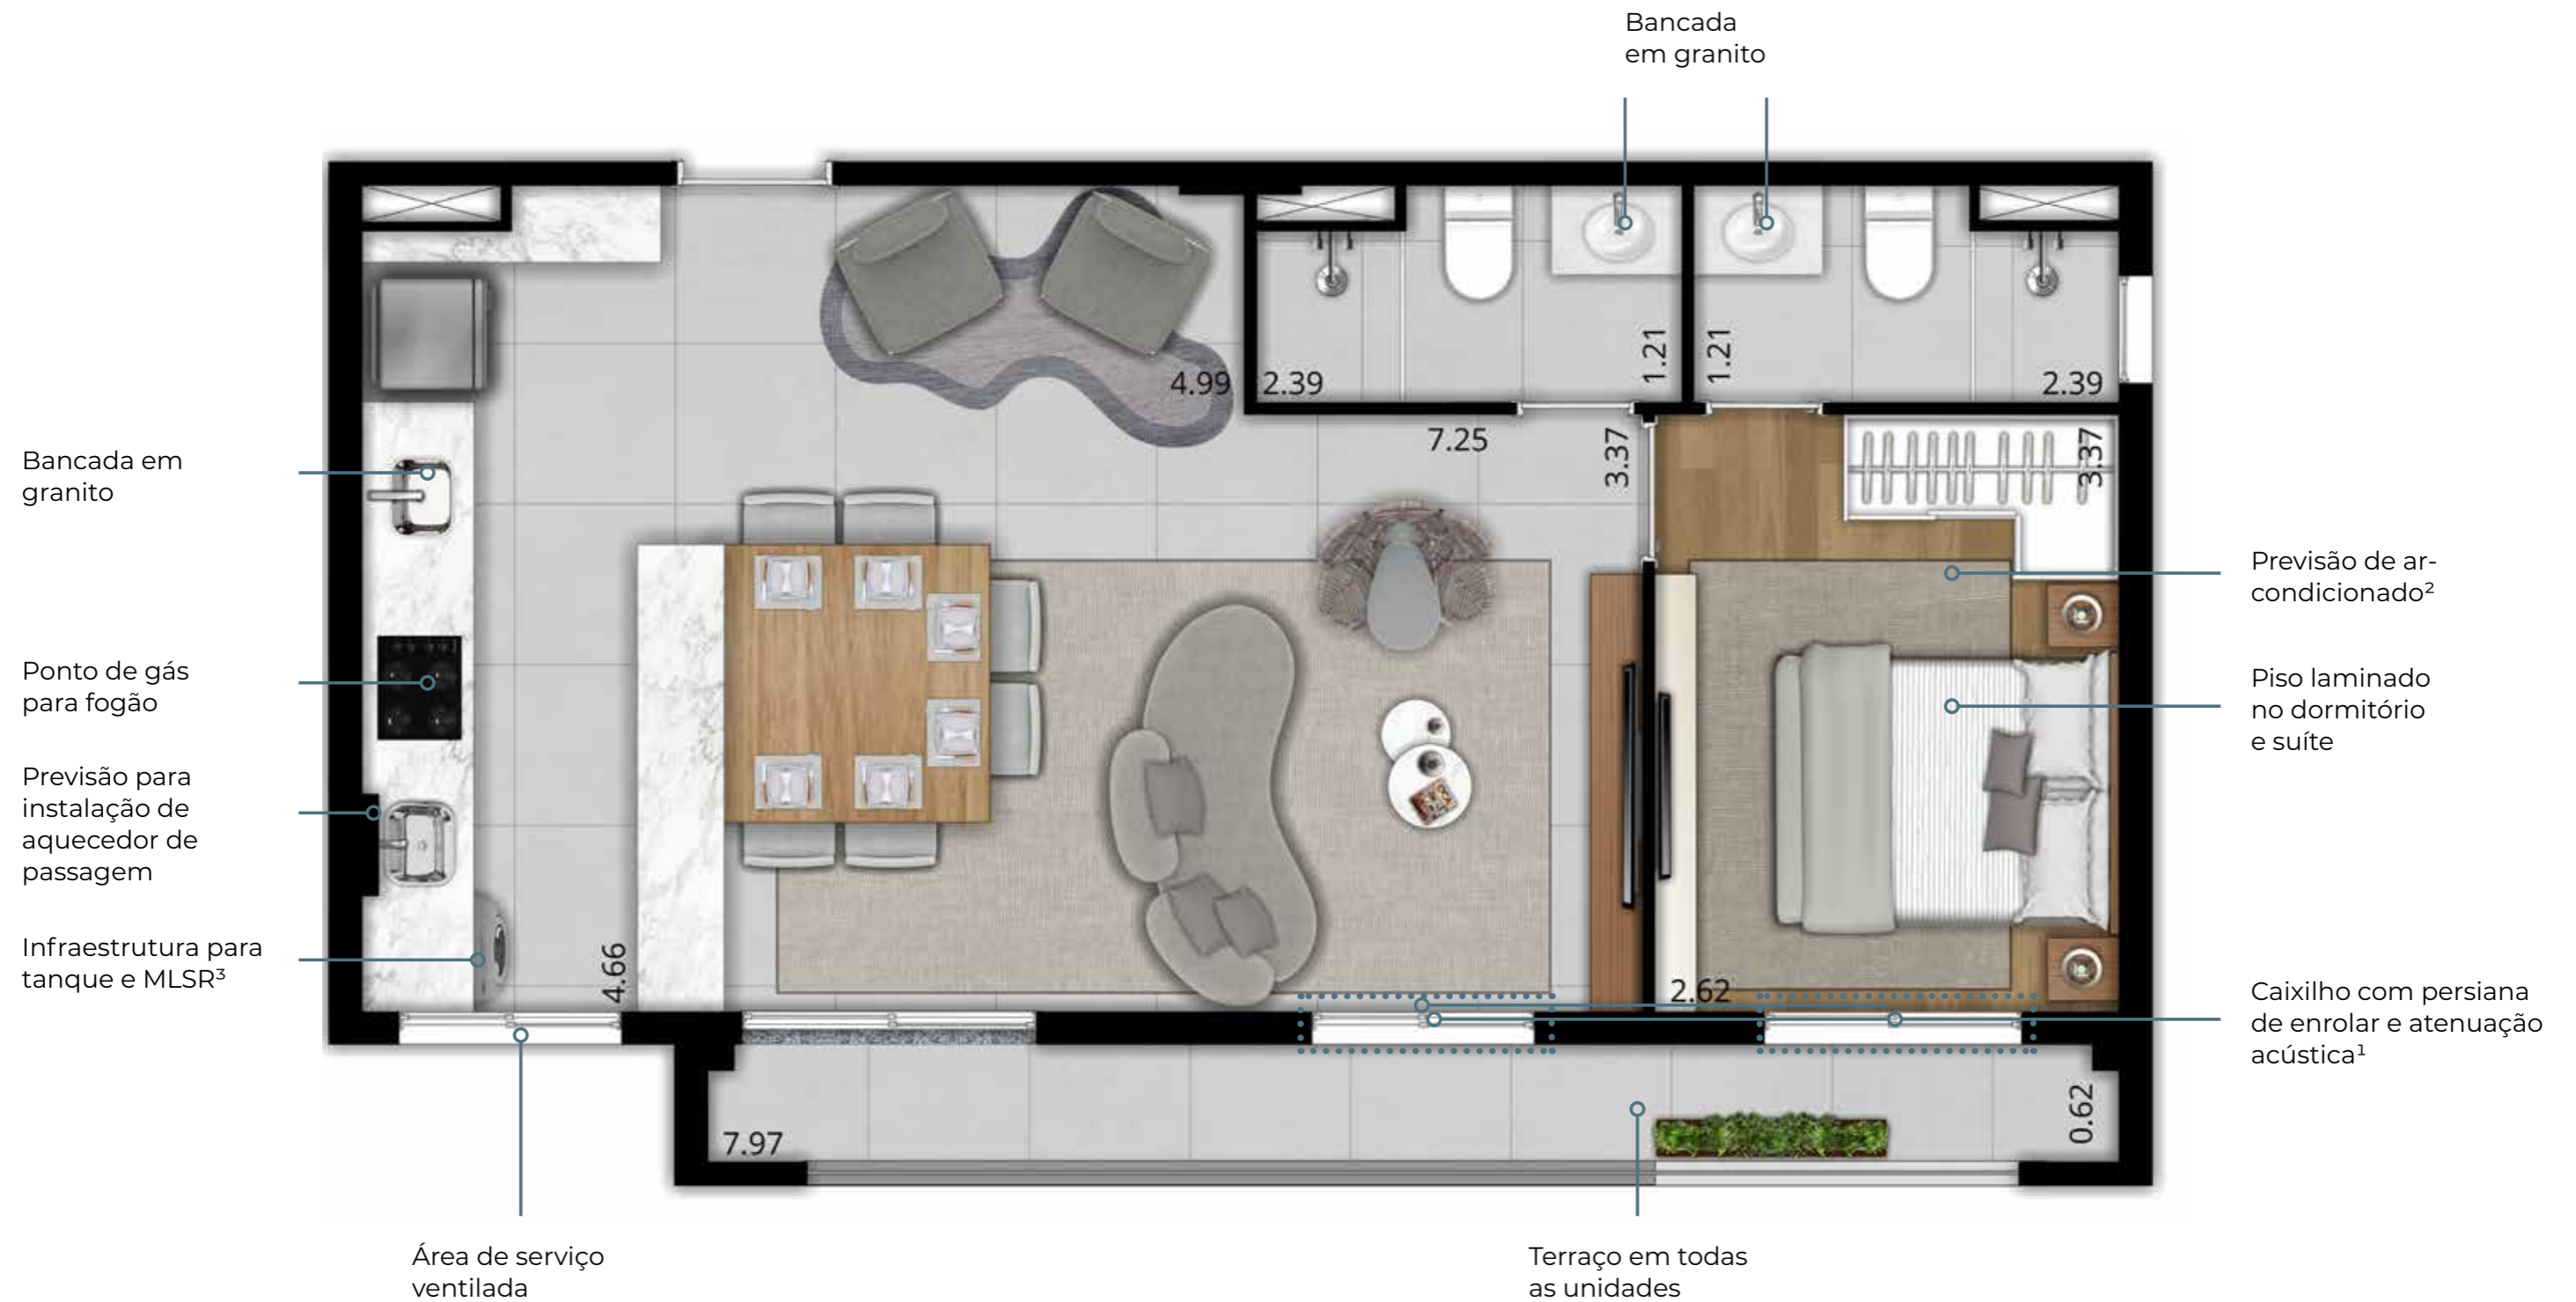 Bancada
em granito
4.99
2.39
1.21
1.21
2.39
7.25
3.37
3.37
Bancada em
granito
Ponto de gás
para fogão
Previsão para
instalação de
aquecedor de
passagem
Infraestrutura para
tanque e MLSR³
Previsão de ar-
condicionado²
Piso laminado
no dormitório
e suíte
4.66
2.62
Caixilho com persiana
de enrolar e atenuação
acústica¹
7.97
0.62
Área de serviço
ventilada
Terraço em todas
as unidades